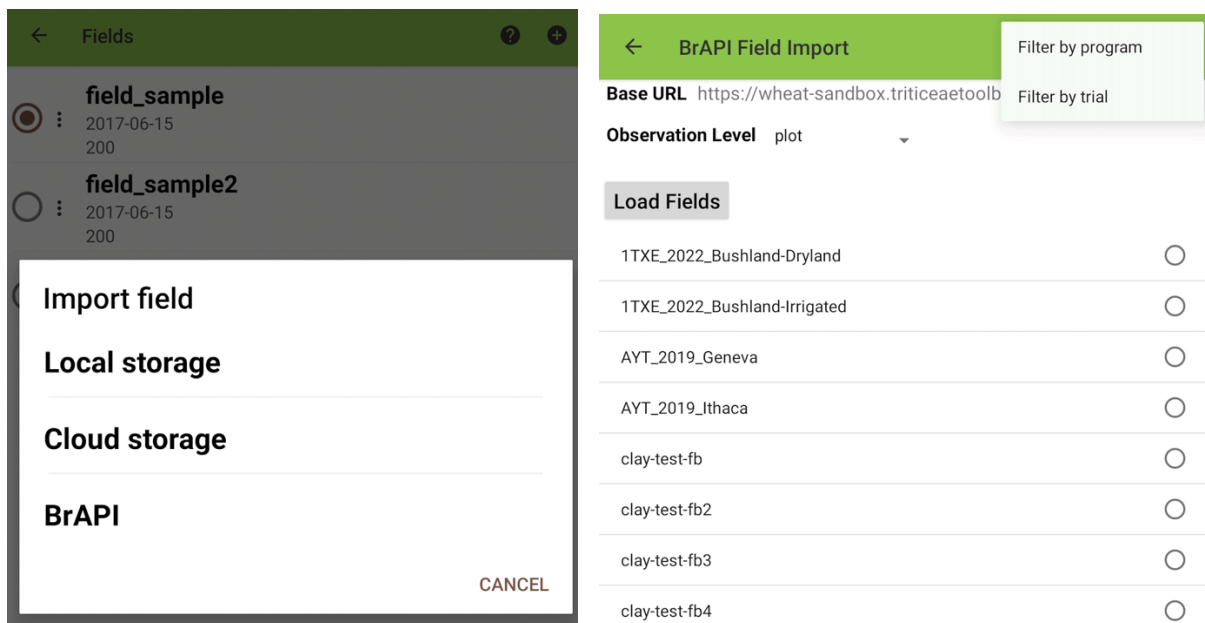 Fields
field_sample
2017-06-15
200
field_sample2
2017-06-15
200
Import field
Local storage
Cloud storage
BrAPI
CANCEL
BrAPI Field Import
Filter by program
Filter by trial
Base URL https://wheat-sandbox.triticeaetoolb
Observation Level plot
Load Fields
1TXE_2022_Bushland-Dryland
1TXE_2022_Bushland-Irrigated
AYT_2019_Geneva
AYT_2019_Ithaca
clay-test-fb
clay-test-fb2
clay-test-fb3
clay-test-fb4